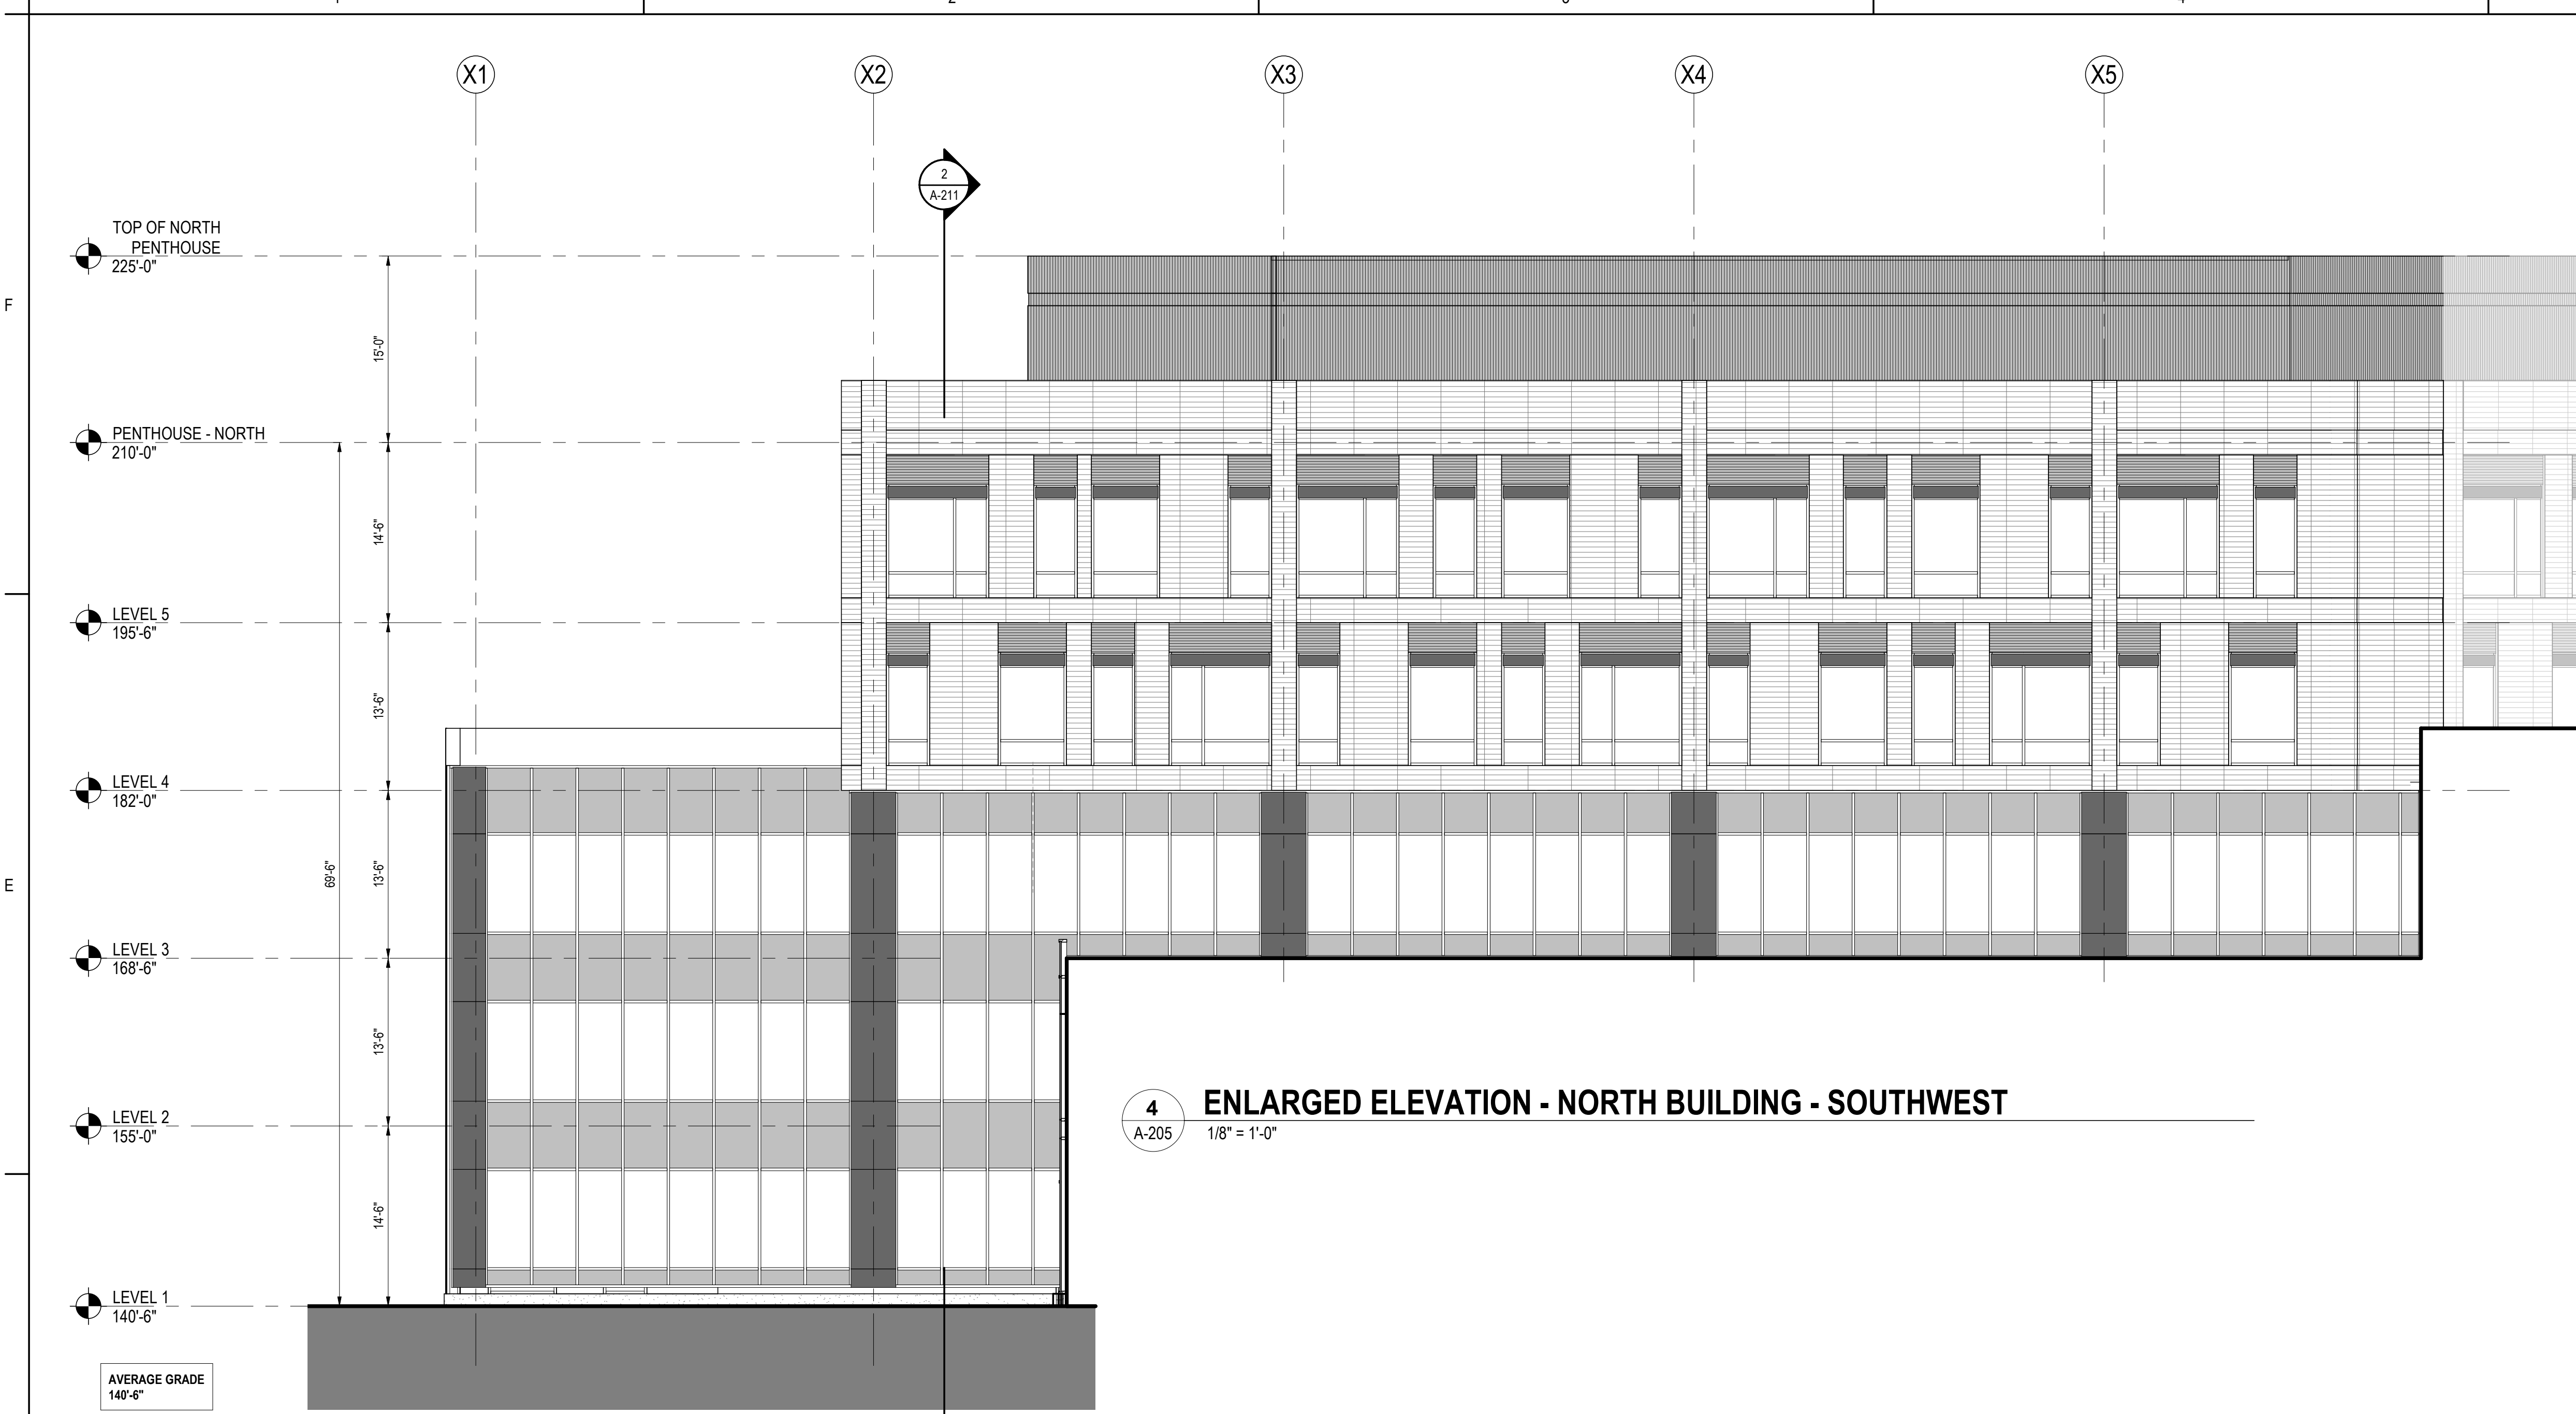 X1
X2
X3
X4
X5
2
A-211
TOP OF NORTH
PENTHOUSE
225'-0"
F
15'-0"
PENTHOUSE - NORTH
210'-0"
14'-6"
LEVEL 5
195'-6"
13'-6"
LEVEL 4
182'-0"
69'-6"
13'-6"
E
LEVEL 3
168'-6"
13'-6"
4
A-205
ENLARGED ELEVATION - NORTH BUILDING - SOUTHWEST
1/8" = 1'-0"
LEVEL 2
155'-0"
14'-6"
LEVEL 1
140'-6"
AVERAGE GRADE
140'-6"